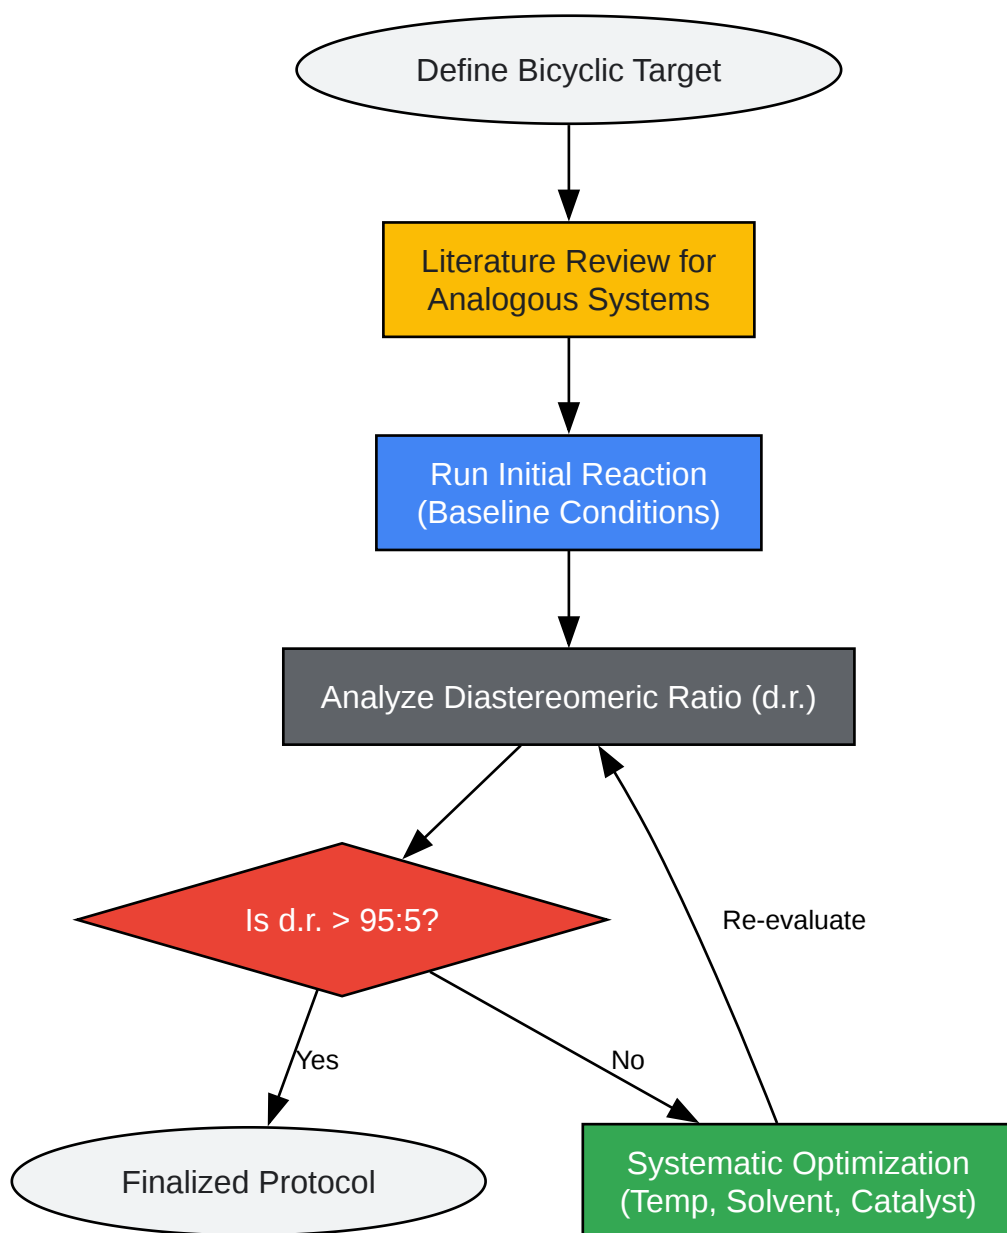 Define Bicyclic Target
Literature Review for
Analogous Systems
Run Initial Reaction
(Baseline Conditions)
Analyze Diastereomeric Ratio (d.r.)
Is d.r. > 95:5?
Re-evaluate
Yes
No
Finalized Protocol
Systematic Optimization
(Temp, Solvent, Catalyst)